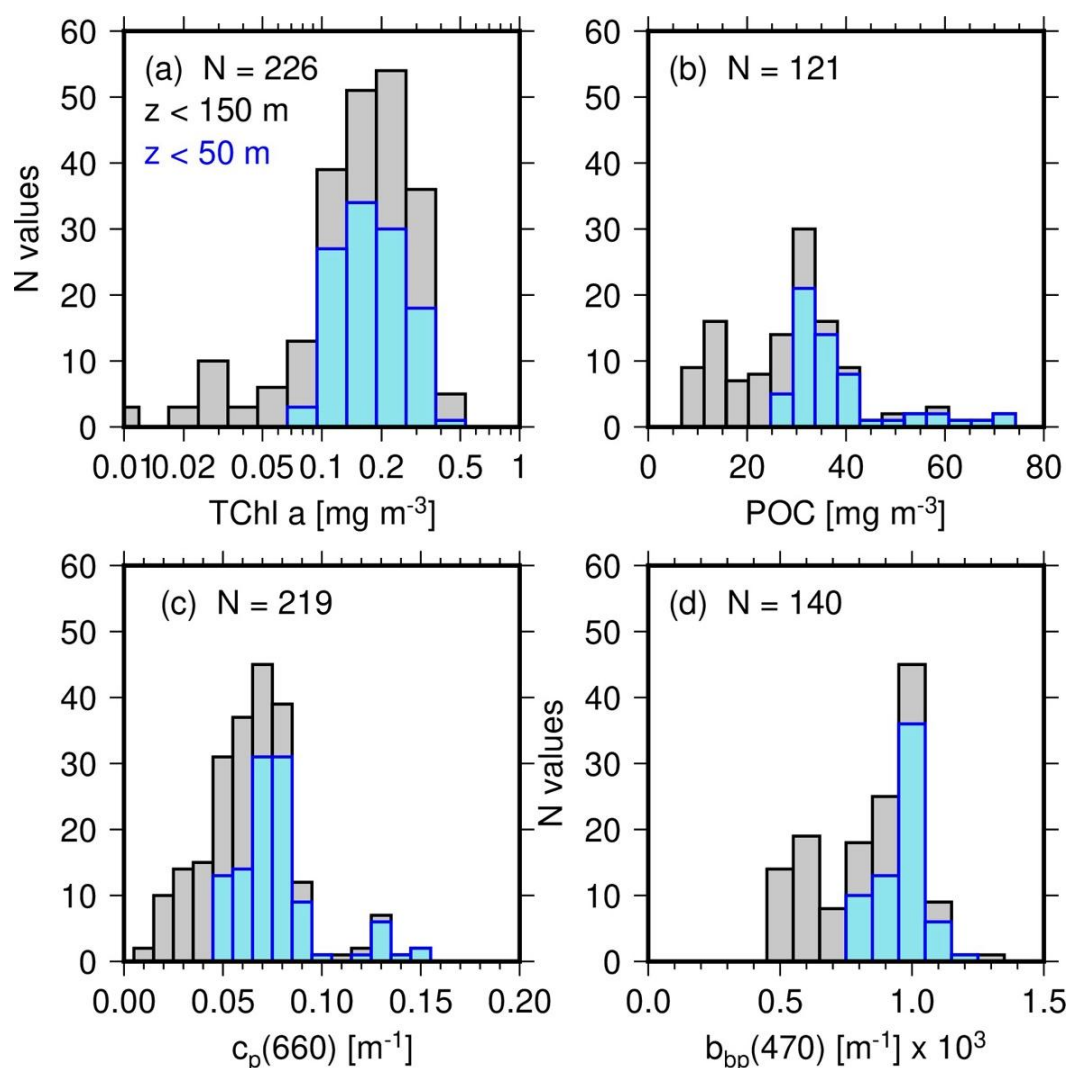 60
50
40
30
20
10
0
N values
(a) N = 226
z < 150 m
z < 50 m
0.01 0.02 0.05 0.1 0.2 0.5 1
TChl a [mg m-3]
60
50
40
30
20
10
0
(b) N = 121
0 20 40 60 80
POC [mg m-3]
60
50
40
30
20
10
0
(c) N = 219
0.00 0.05 0.10 0.15 0.20
cp(660) [m-1]
60
50
40
30
20
10
0
N values
(d) N = 140
0.0 0.5 1.0 1.5
bbp(470) [m-1] x 103